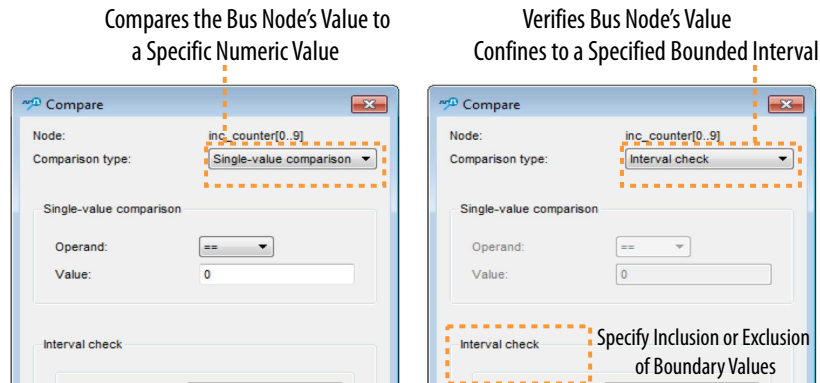 Compares the Bus Node's Value to
a Specific Numeric Value
Verifies Bus Node's Value
Confines to a Specified Bounded Interval
Compare
Node: inc_counter[0..9]
Comparison type: Single-value comparison
Single-value comparison
Operand: ==
Value: 0
Interval check
Compare
Node: inc_counter[0..9]
Comparison type: Interval check
Single-value comparison
Operand: ==
Value: 0
Interval check
Specify Inclusion or Exclusion
of Boundary Values